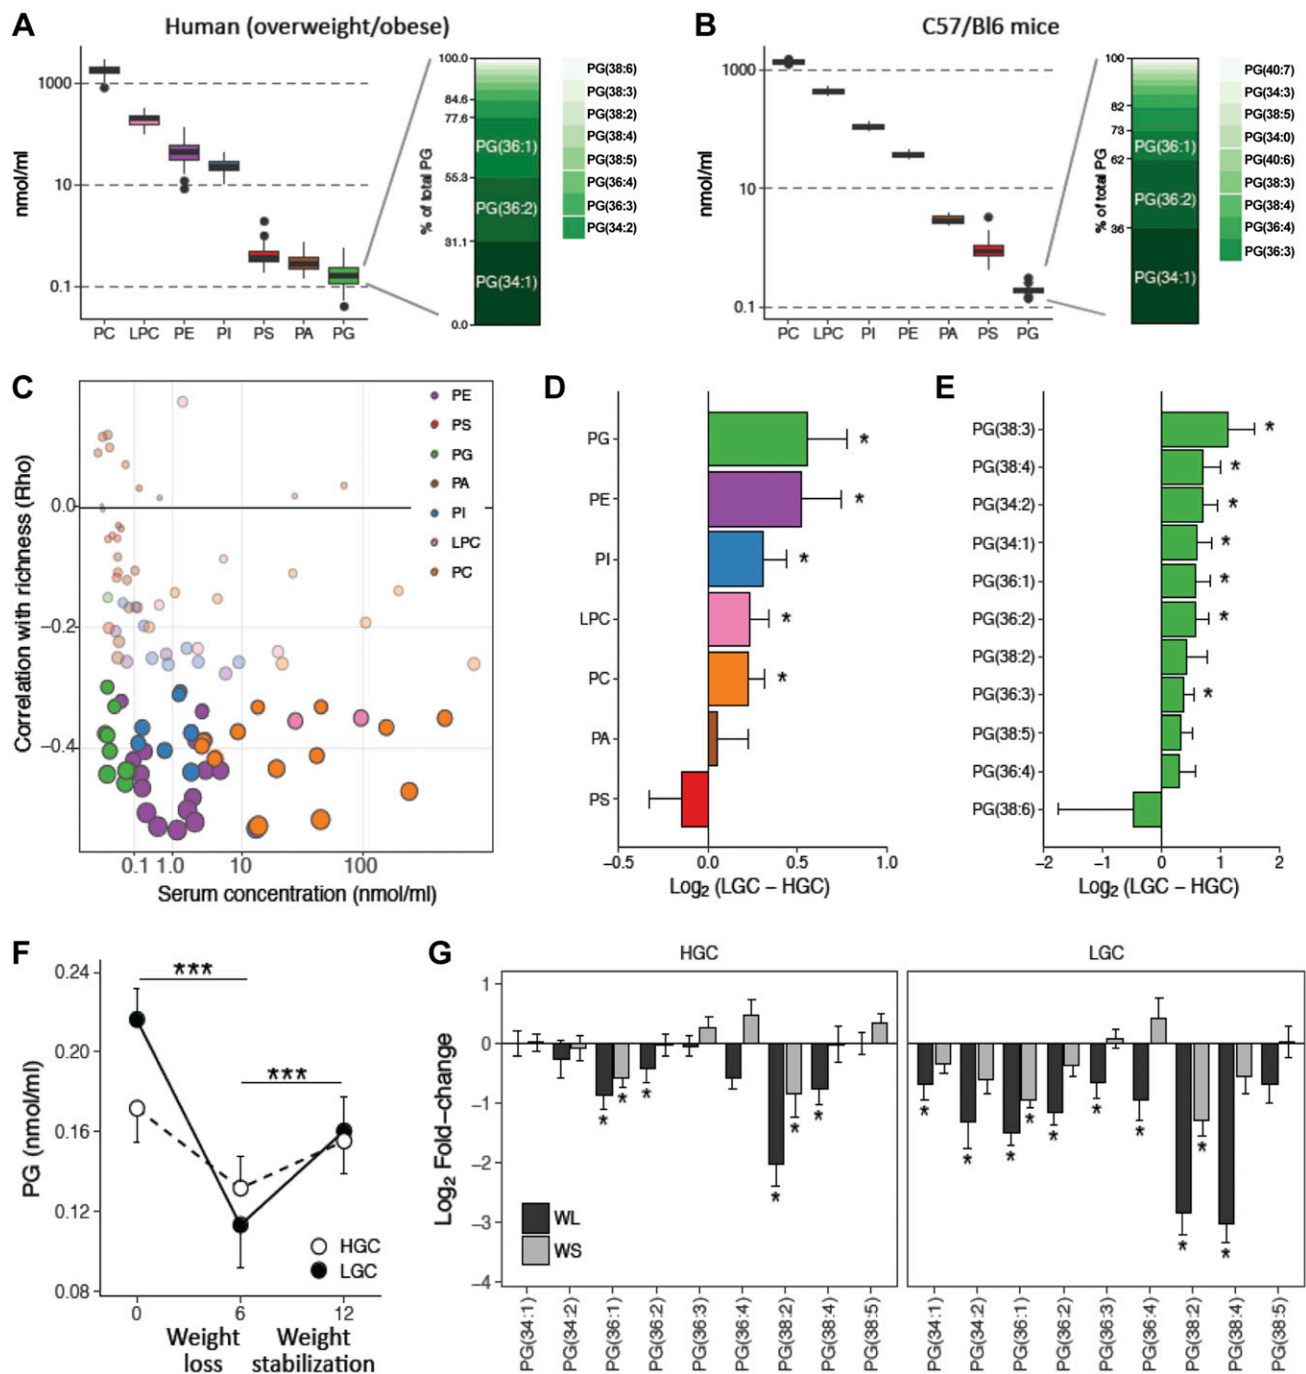 A
Human (overweight/obese)
nmol/ml
1000
10
0.1
PC LPC PE PI PS PA PG
% of total PG
100.0
84.6
77.6
55.3
31.1
0.0
PG(36:1)
PG(36:2)
PG(34:1)
PG(38:6)
PG(38:3)
PG(38:2)
PG(38:4)
PG(38:5)
PG(36:4)
PG(36:3)
PG(34:2)
B
C57/Bl6 mice
nmol/ml
1000
10
0.1
PC LPC PI PE PA PS PG
% of total PG
100
82
73
62
36
PG(36:1)
PG(36:2)
PG(34:1)
PG(40:7)
PG(34:3)
PG(38:5)
PG(34:0)
PG(40:6)
PG(38:3)
PG(38:4)
PG(36:4)
PG(36:3)
C
Correlation with richness (Rho)
0.0
−0.2
−0.4
0.1 1.0 10 100
Serum concentration (nmol/ml)
PE
PS
PG
PA
PI
LPC
PC
D
PG *
PE *
PI *
LPC *
PC *
PA
PS
−0.5 0.0 0.5 1.0
Log2 (LGC − HGC)
E
PG(38:3) *
PG(38:4) *
PG(34:2) *
PG(34:1) *
PG(36:1) *
PG(36:2) *
PG(38:2)
PG(36:3) *
PG(38:5)
PG(36:4)
PG(38:6)
−2 −1 0 1 2
Log2 (LGC − HGC)
F
PG (nmol/ml)
0.24
0.20
0.16
0.12
0.08
***
***
HGC
LGC
0 6 12
Weight loss
Weight stabilization
G
HGC
LGC
Log2 Fold−change
1
0
−1
−2
−3
−4
* * * * * *
* * * * * * * * * *
WL
WS
PG(34:1) PG(34:2) PG(36:1) PG(36:2) PG(36:3) PG(36:4) PG(38:2) PG(38:4) PG(38:5)
PG(34:1) PG(34:2) PG(36:1) PG(36:2) PG(36:3) PG(36:4) PG(38:2) PG(38:4) PG(38:5)